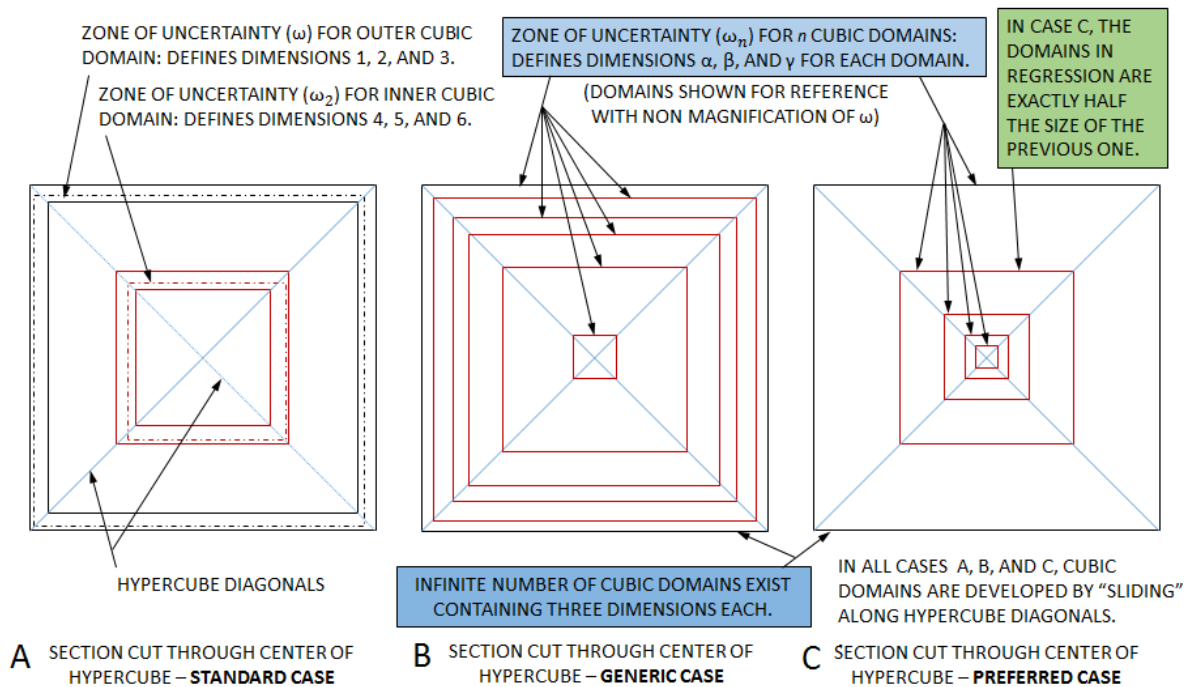 ZONE OF UNCERTAINTY (ω) FOR OUTER CUBIC
DOMAIN: DEFINES DIMENSIONS 1, 2, AND 3.
ZONE OF UNCERTAINTY (ω₂) FOR INNER CUBIC
DOMAIN: DEFINES DIMENSIONS 4, 5, AND 6.
ZONE OF UNCERTAINTY (ωₙ) FOR n CUBIC DOMAINS:
DEFINES DIMENSIONS α, β, AND γ FOR EACH DOMAIN.
(DOMAINS SHOWN FOR REFERENCE
WITH NON MAGNIFICATION OF ω)
IN CASE C, THE
DOMAINS IN
REGRESSION ARE
EXACTLY HALF
THE SIZE OF THE
PREVIOUS ONE.
HYPERCUBE DIAGONALS
INFINITE NUMBER OF CUBIC DOMAINS EXIST
CONTAINING THREE DIMENSIONS EACH.
IN ALL CASES A, B, AND C, CUBIC
DOMAINS ARE DEVELOPED BY “SLIDING”
ALONG HYPERCUBE DIAGONALS.
A SECTION CUT THROUGH CENTER OF
HYPERCUBE – STANDARD CASE
B SECTION CUT THROUGH CENTER OF
HYPERCUBE – GENERIC CASE
C SECTION CUT THROUGH CENTER OF
HYPERCUBE – PREFERRED CASE